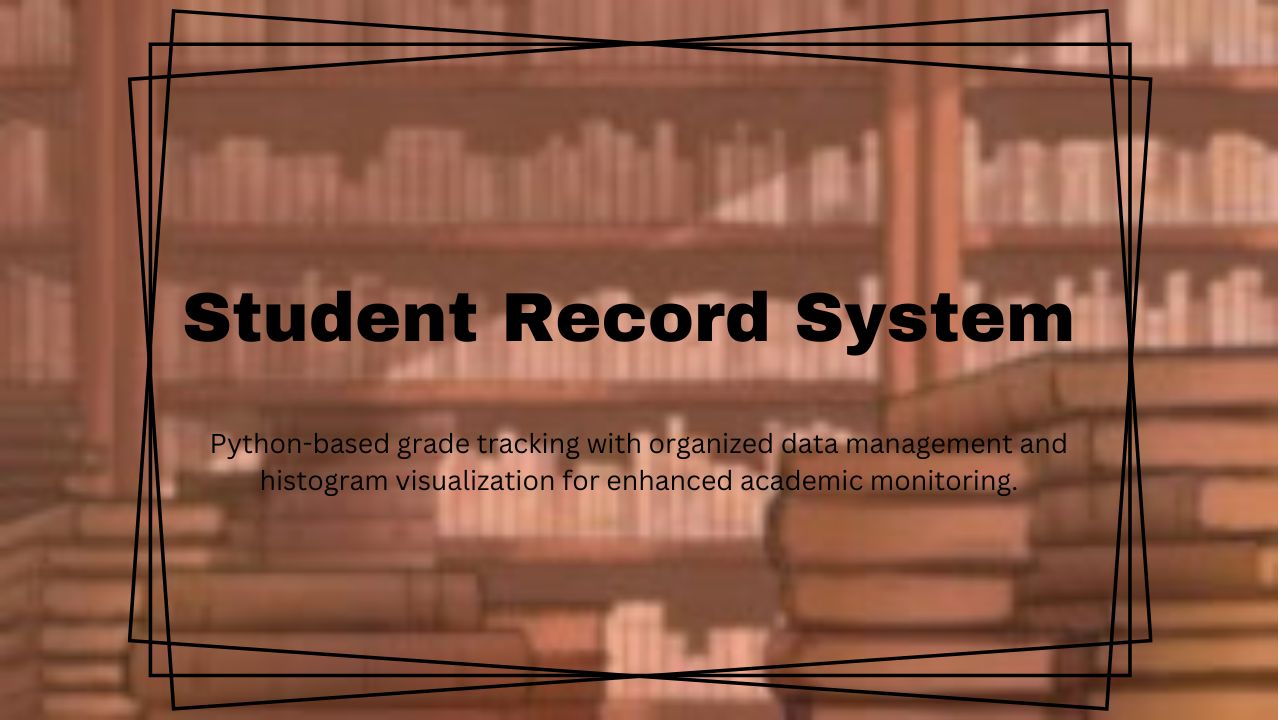 Student Record System
Python-based grade tracking with organized data management and
histogram visualization for enhanced academic monitoring.